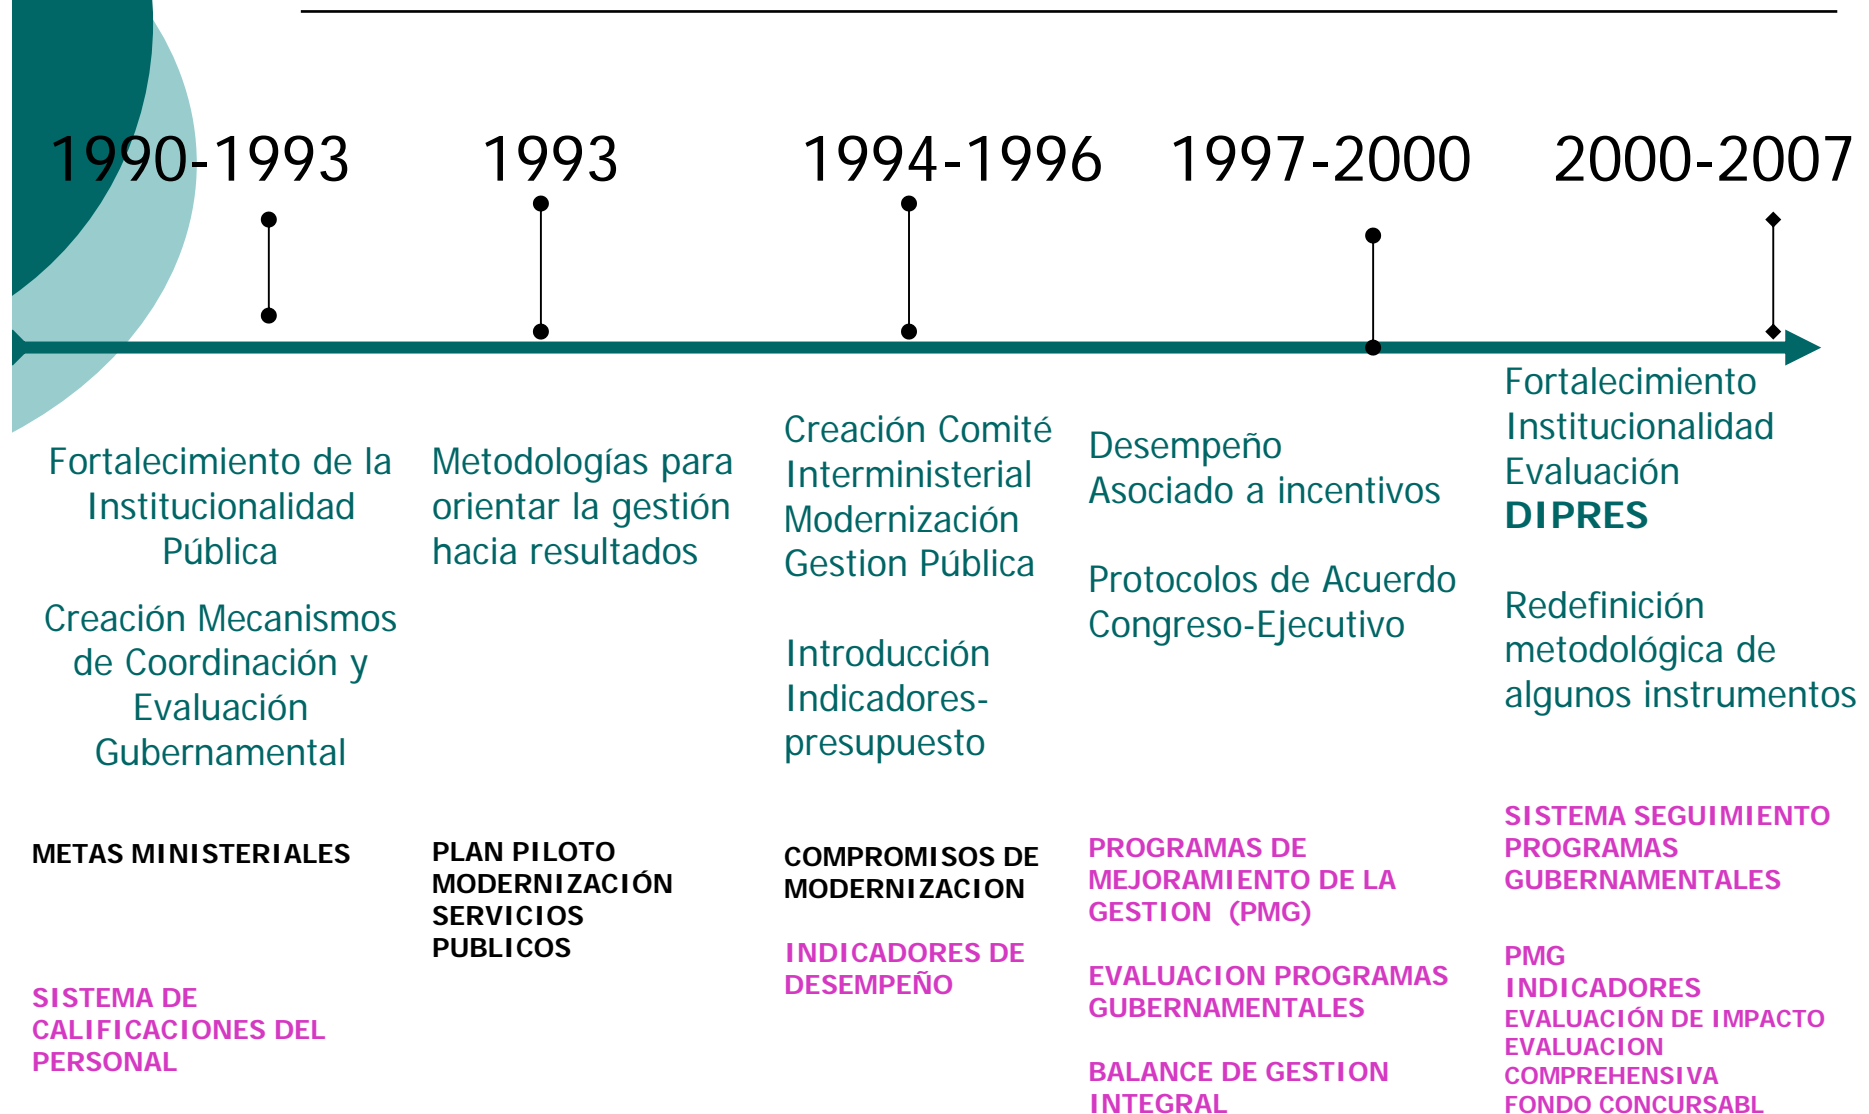 1990-1993
1993
1994-1996
1997-2000
2000-2007
Fortalecimiento de la
Institucionalidad
Pública
Creación Mecanismos
de Coordinación y
Evaluación
Gubernamental
METAS MINISTERIALES
SISTEMA DE
CALIFICACIONES DEL
PERSONAL
Metodologías para
orientar la gestión
hacia resultados
PLAN PILOTO
MODERNIZACIÓN
SERVICIOS
PUBLICOS
Creación Comité
Interministerial
Modernización
Gestion Pública
Introducción
Indicadores-
presupuesto
COMPROMISOS DE
MODERNIZACION
INDICADORES DE
DESEMPEÑO
Desempeño
Asociado a incentivos
Protocolos de Acuerdo
Congreso-Ejecutivo
PROGRAMAS DE
MEJORAMIENTO DE LA
GESTION (PMG)
EVALUACION PROGRAMAS
GUBERNAMENTALES
BALANCE DE GESTION
INTEGRAL
Fortalecimiento
Institucionalidad
Evaluación
DIPRES
Redefinición
metodológica de
algunos instrumentos
SISTEMA SEGUIMIENTO
PROGRAMAS
GUBERNAMENTALES
PMG
INDICADORES
EVALUACIÓN DE IMPACTO
EVALUACION
COMPREHENSIVA
FONDO CONCURSABL